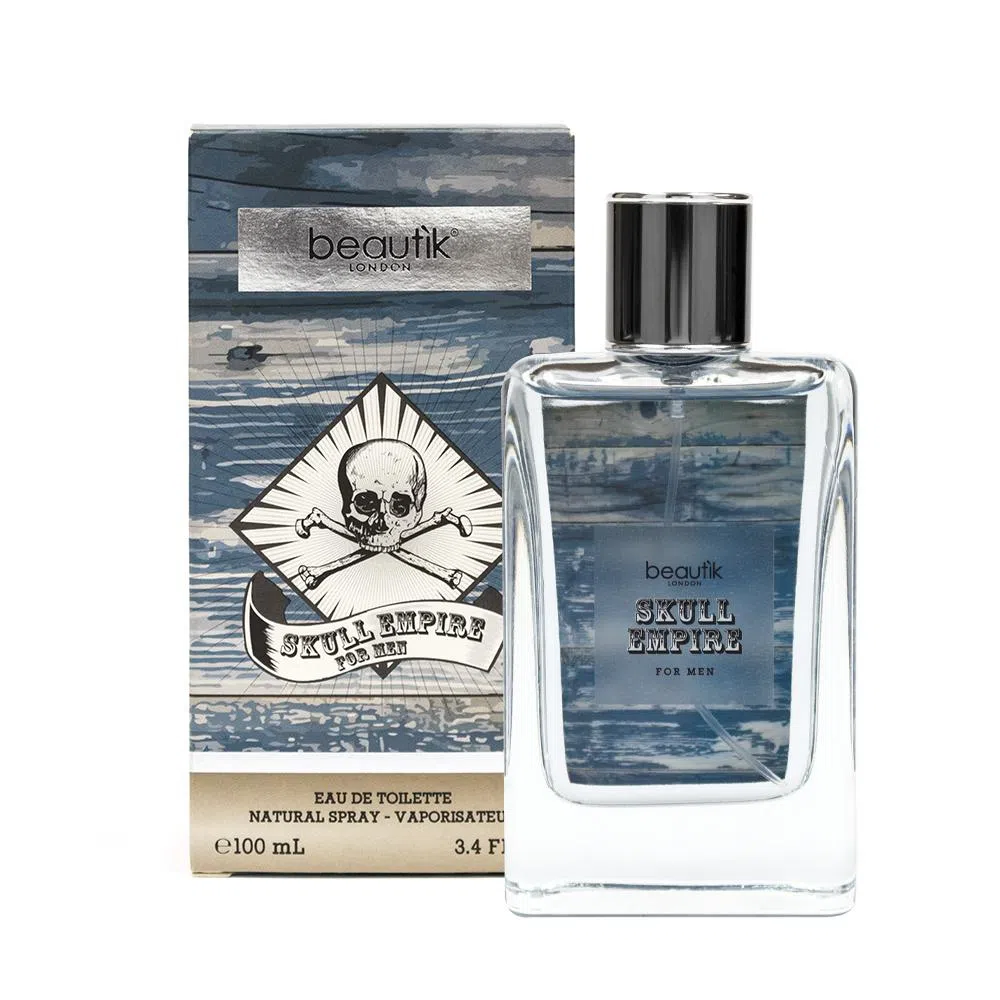 beautìk®
LONDON
SKULL EMPIRE
FOR MEN
EAU DE TOILETTE
NATURAL SPRAY - VAPORISATEU
℮100 mL
3.4 F
beautìk
LONDON
SKULL
EMPIRE
FOR MEN